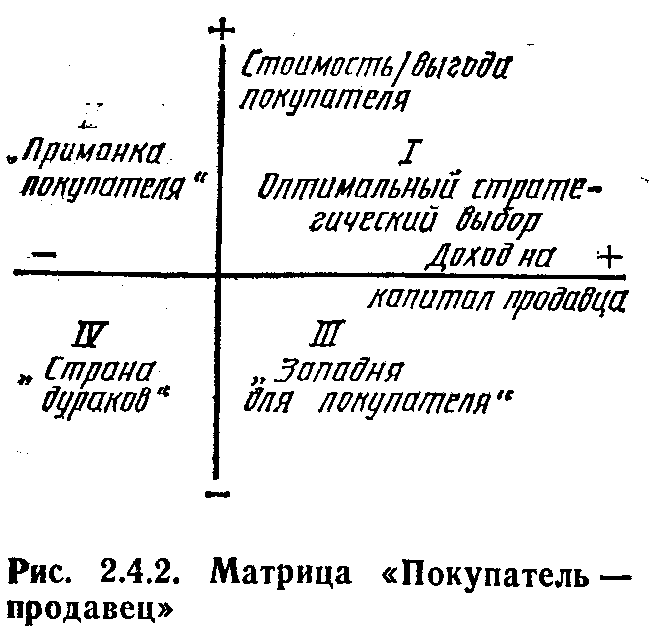 +
Стоимость/выгода
покупателя
„Приманка
покупателя“
I
Оптимальный страте-
гический выбор
−
Доход на +
капитал продавца
IV
„Страна
дураков“
III
„Западня
для покупателя“
−
Рис. 2.4.2. Матрица «Покупатель —
продавец»